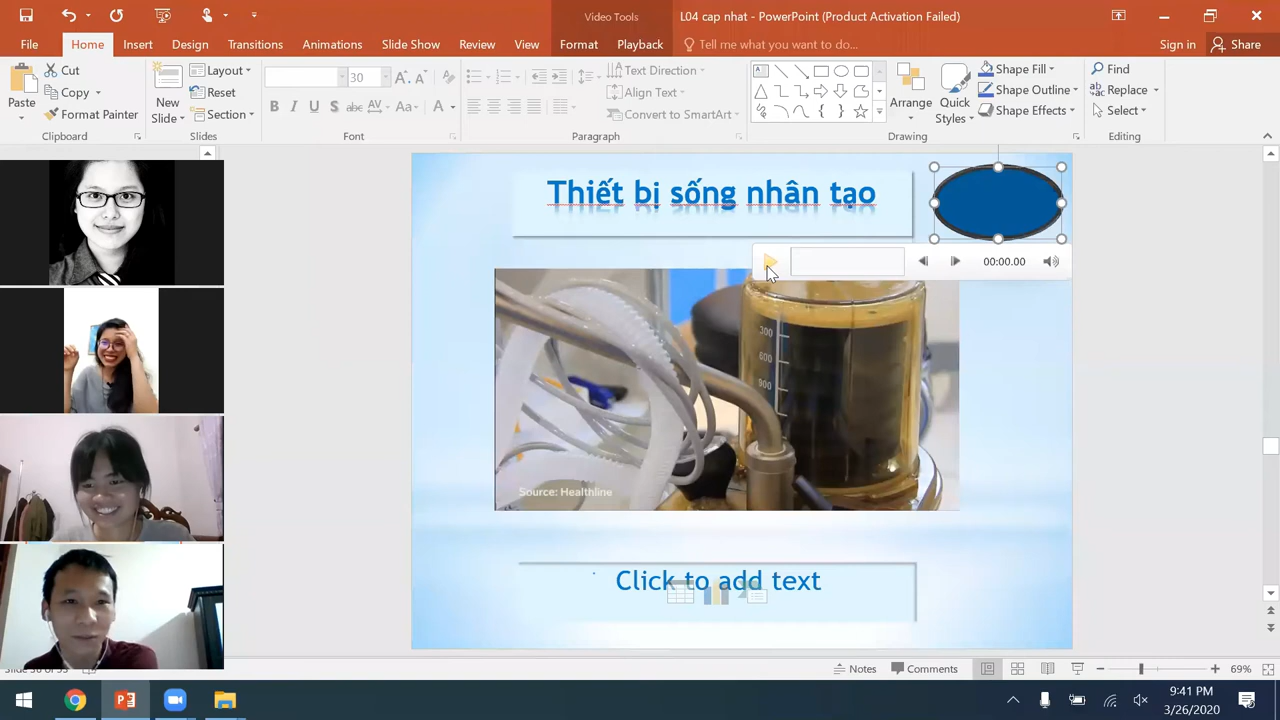 L04 cap nhat - PowerPoint (Product Activation Failed)
Video Tools
File Home Insert Design Transitions Animations Slide Show Review View Format Playback Tell me what you want to do... Sign in Share
Paste
Cut
Copy
Format Painter
Clipboard
New Slide
Layout
Reset
Section
Slides
30
Font
Text Direction
Align Text
Convert to SmartArt
Paragraph
Arrange
Quick Styles
Shape Fill
Shape Outline
Shape Effects
Drawing
Find
Replace
Select
Editing
Thiết bị sống nhân tạo
00:00.00
300
600
900
Source: Healthline
Click to add text
Notes Comments 69%
9:41 PM
3/26/2020